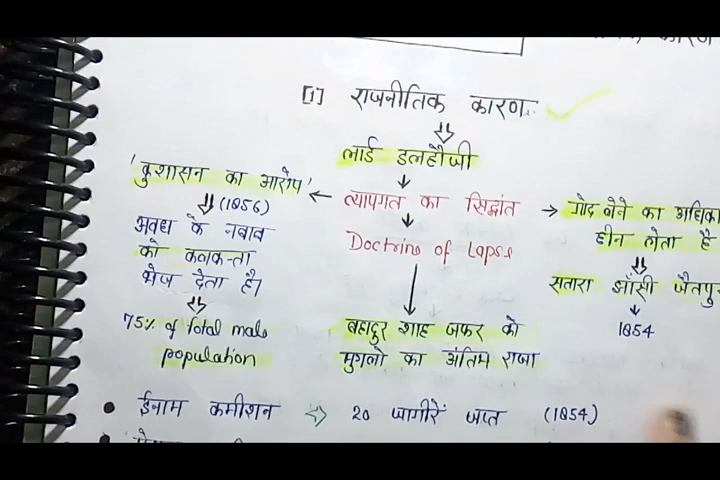 [1] राजनीतिक कारण
लार्ड डलहौजी
'कुशासन का आरोप'
(1856)
अवध के नवाब
को कलकत्ता
भेज देता है।
75% of total male
population
व्यापगत का सिद्धांत
Doctrine of Lapse
बहादुर शाह जफर को
मुगलो का अंतिम राजा
गोद लेने का अधिका
हीन लेता है
सतारा झाँसी जैतपु
1854
ईनाम कमीशन ⇒ 20 जागीरें जप्त (1854)